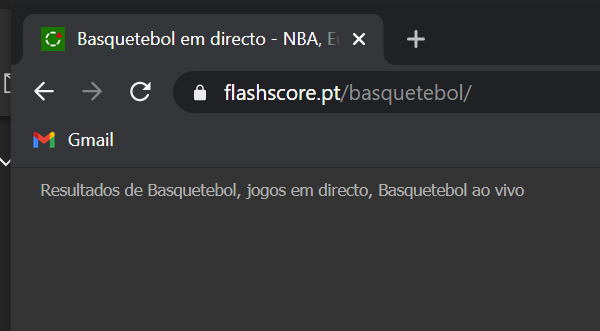 Basquetebol em directo - NBA, Eu
flashscore.pt/basquetebol/
Gmail
Resultados de Basquetebol, jogos em directo, Basquetebol ao vivo